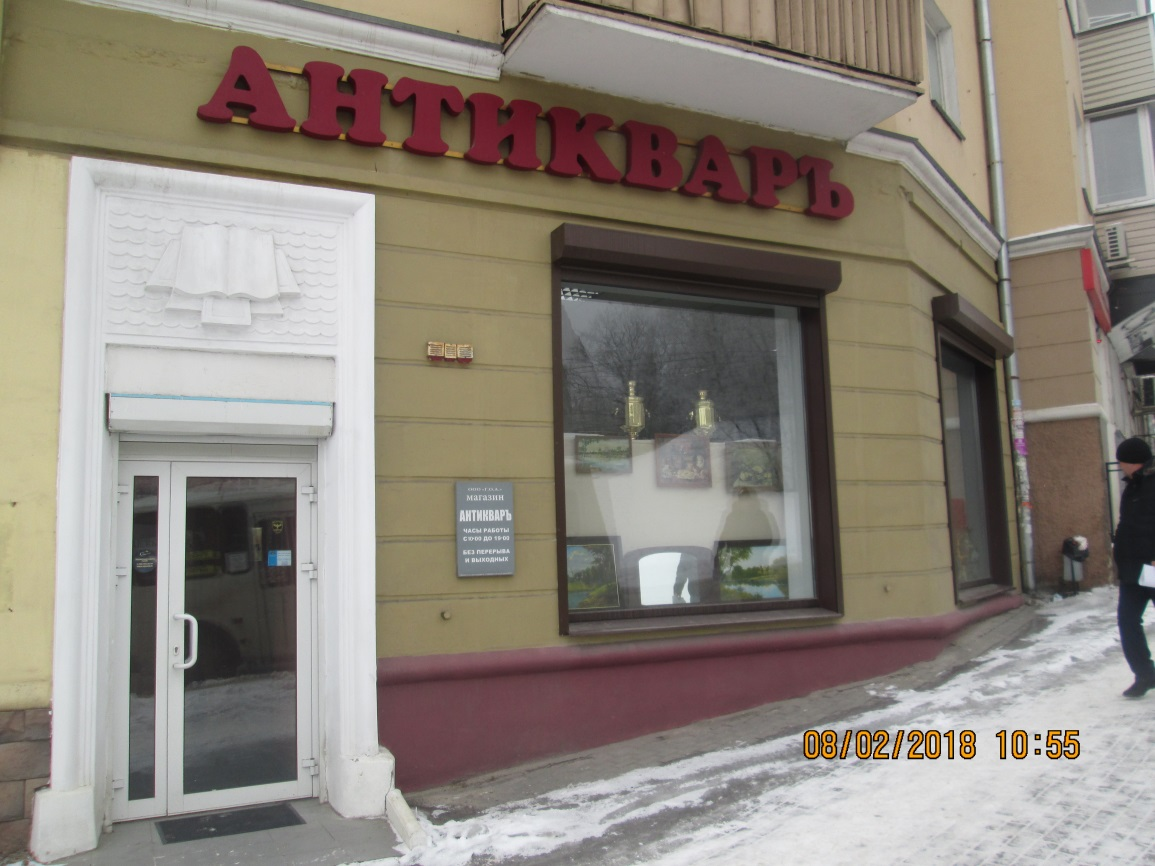 АНТИКВАРЪ
магазин
АНТИКВАРЪ
ЧАСЫ РАБОТЫ
С 10-00 ДО 19-00
БЕЗ ПЕРЕРЫВА
И ВЫХОДНЫХ
08/02/2018 10:55